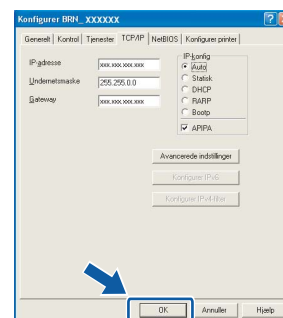 Konfigurer BRN_ XXXXXX
Generelt Kontrol Tjenester TCP/IP NetBIOS Konfigurer printer
IP-adresse xxx.xxx.xxx.xxx
Undernetsmaske 255.255.0.0
Gateway xxx.xxx.xxx.xxx
IP-konfig
Auto
Statisk
DHCP
RARP
Bootp
APIPA
Avancerede indstillinger
Konfigurer IPv6
Konfigurer IPv4-filter
OK Annuller Hjælp